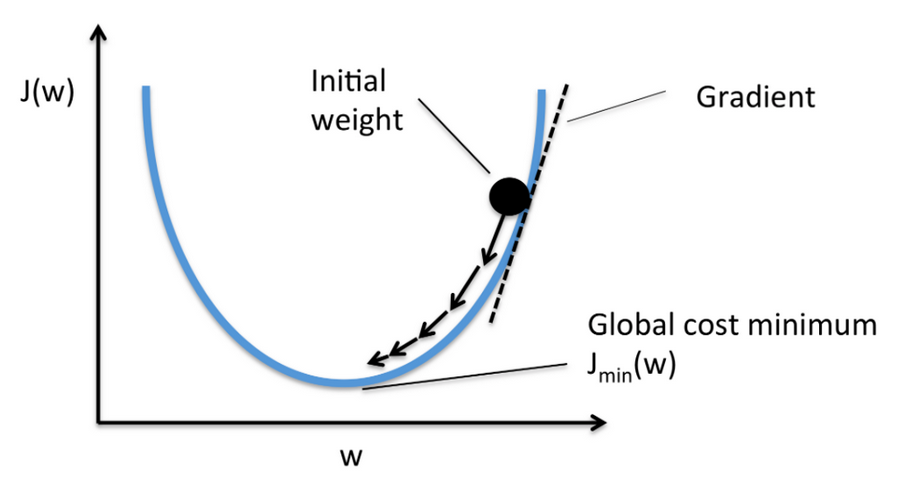 J(w)
Initial
weight
Gradient
Global cost minimum
Jmin(w)
w